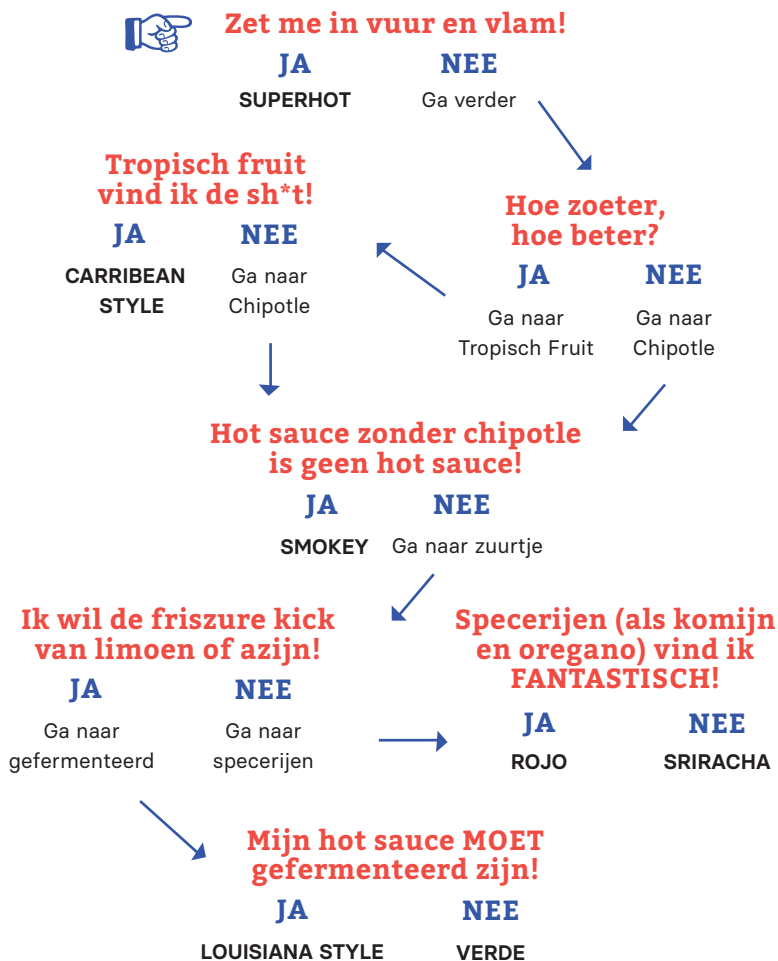 Zet me in vuur en vlam!
JA NEE
SUPERHOT Ga verder
Tropisch fruit
vind ik de sh*t!
JA NEE
CARRIBEAN
STYLE
Ga naar
Chipotle
Hoe zoeter,
hoe beter?
JA NEE
Ga naar
Tropisch Fruit
Ga naar
Chipotle
Hot sauce zonder chipotle
is geen hot sauce!
JA NEE
SMOKEY Ga naar zuurtje
Ik wil de friszure kick
van limoen of azijn!
JA NEE
Ga naar
gefermenteerd
Ga naar
specerijen
Specerijen (als komijn
en oregano) vind ik
FANTASTISCH!
JA NEE
ROJO SRIRACHA
Mijn hot sauce MOET
gefermenteerd zijn!
JA NEE
LOUISIANA STYLE VERDE